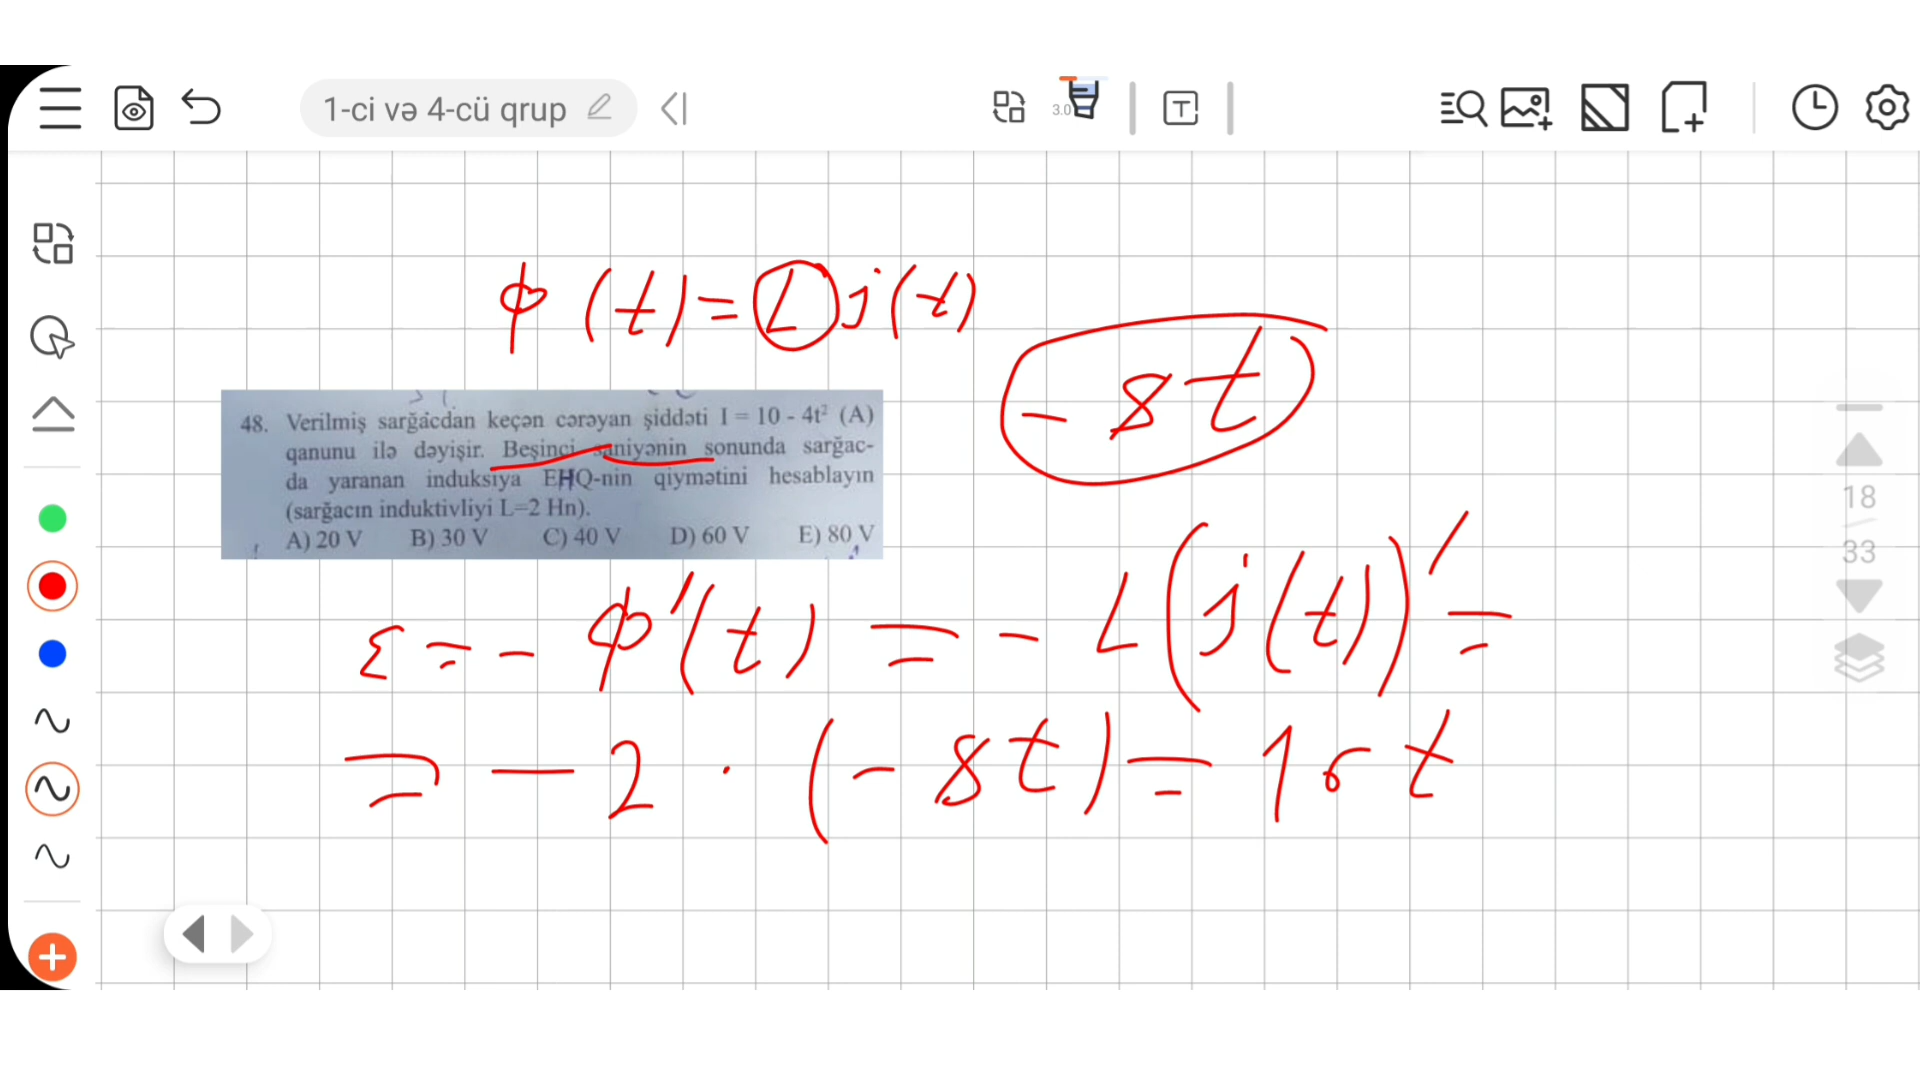 1-ci və 4-cü qrup
3.0
T
ϕ (t) = L j(t)
- 8t
48. Verilmiş sarğacdan keçən cərəyan şiddəti I = 10 - 4t² (A)
qanunu ilə dəyişir. Beşinci saniyənin sonunda sarğac-
da yaranan induksiya EHQ-nin qiymətini hesablayın
(sarğacın induktivliyi L=2 Hn).
A) 20 V B) 30 V C) 40 V D) 60 V E) 80 V
18
33
ε = - ϕ'(t) = - L (j(t))' =
= - 2 · (- 8t) = 16t